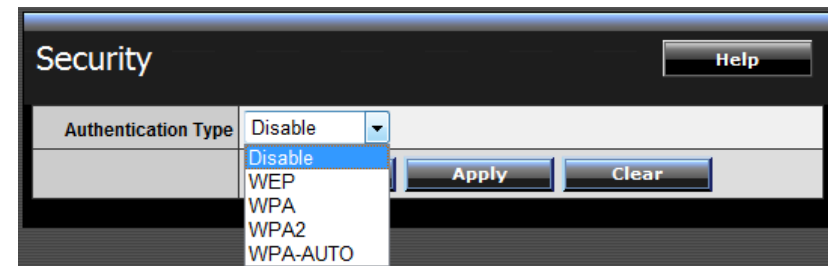 Security
Help
Authentication Type Disable
Disable
WEP
WPA
WPA2
WPA-AUTO
Apply Clear